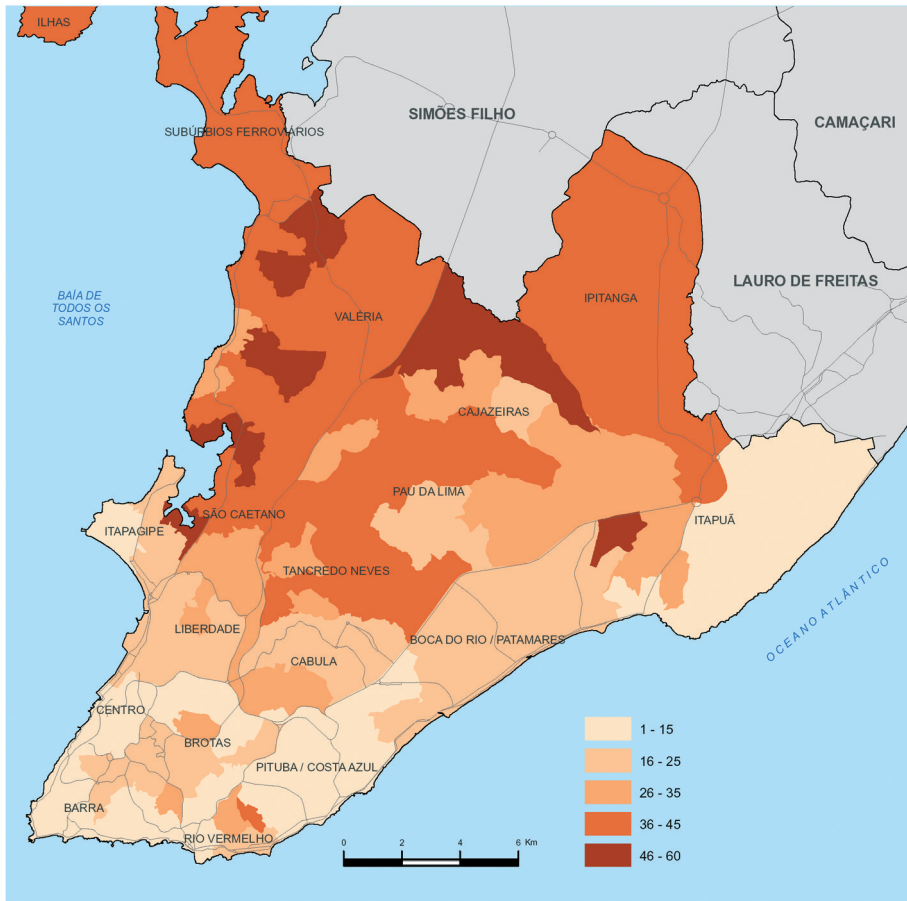 ILHAS
SUBÚRBIOS FERROVIÁRIOS
SIMÕES FILHO
CAMAÇARI
LAURO DE FREITAS
BAÍA DE
TODOS OS
SANTOS
IPITANGA
VALÉRIA
CAJAZEIRAS
PAU DA LIMA
SÃO CAETANO
ITAPAGIPE
ITAPUÃ
TANCREDO NEVES
OCEANO ATLÂNTICO
LIBERDADE
BOCA DO RIO / PATAMARES
CABULA
CENTRO
BROTAS
PITUBA / COSTA AZUL
BARRA
RIO VERMELHO
1 - 15
16 - 25
26 - 35
36 - 45
46 - 60
0 2 4 6 Km